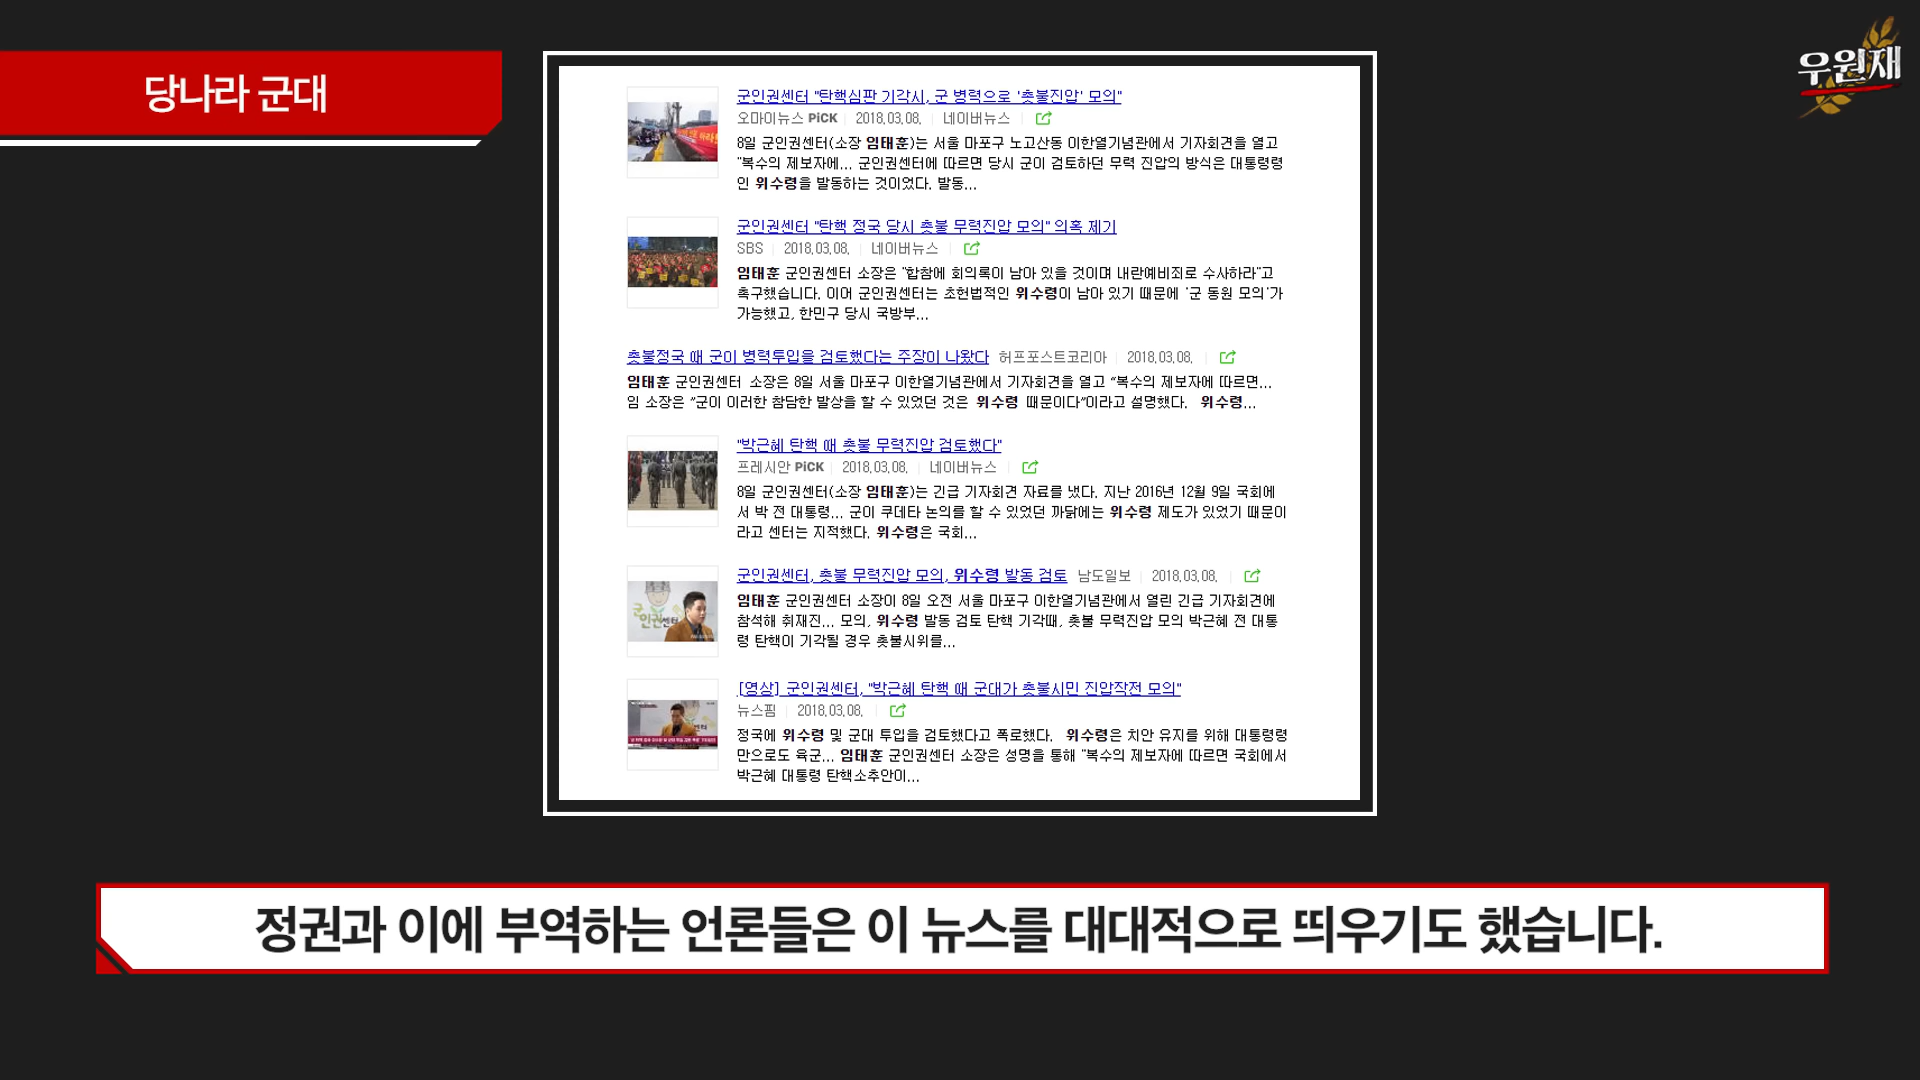 당나라 군대
우원재
군인권센터 "탄핵심판 기각시, 군 병력으로 '촛불진압' 모의"
오마이뉴스 PiCK 2018.03.08. 네이버뉴스
8일 군인권센터(소장 임태훈)는 서울 마포구 노고산동 이한열기념관에서 기자회견을 열고
"복수의 제보자에... 군인권센터에 따르면 당시 군이 검토하던 무력 진압의 방식은 대통령령
인 위수령을 발동하는 것이었다. 발동...
군인권센터 "탄핵 정국 당시 촛불 무력진압 모의" 의혹 제기
SBS 2018.03.08. 네이버뉴스
임태훈 군인권센터 소장은 "합참에 회의록이 남아 있을 것이며 내란예비죄로 수사하라"고
촉구했습니다. 이어 군인권센터는 초헌법적인 위수령이 남아 있기 때문에 '군 동원 모의'가
가능했고, 한민구 당시 국방부...
촛불정국 때 군이 병력투입을 검토했다는 주장이 나왔다 허프포스트코리아 2018.03.08.
임태훈 군인권센터 소장은 8일 서울 마포구 이한열기념관에서 기자회견을 열고 “복수의 제보자에 따르면...
임 소장은 ”군이 이러한 참담한 발상을 할 수 있었던 것은 위수령 때문이다”이라고 설명했다. 위수령...
"박근혜 탄핵 때 촛불 무력진압 검토했다"
프레시안 PiCK 2018.03.08. 네이버뉴스
8일 군인권센터(소장 임태훈)는 긴급 기자회견 자료를 냈다. 지난 2016년 12월 9일 국회에
서 박 전 대통령... 군이 쿠데타 논의를 할 수 있었던 까닭에는 위수령 제도가 있었기 때문이
라고 센터는 지적했다. 위수령은 국회...
군인권센터, 촛불 무력진압 모의, 위수령 발동 검토 남도일보 2018.03.08.
임태훈 군인권센터 소장이 8일 오전 서울 마포구 이한열기념관에서 열린 긴급 기자회견에
참석해 취재진... 모의, 위수령 발동 검토 탄핵 기각때, 촛불 무력진압 모의 박근혜 전 대통
령 탄핵이 기각될 경우 촛불시위를...
[영상] 군인권센터, "박근혜 탄핵 때 군대가 촛불시민 진압작전 모의"
뉴스핌 2018.03.08.
정국에 위수령 및 군대 투입을 검토했다고 폭로했다. 위수령은 치안 유지를 위해 대통령령
만으로도 육군... 임태훈 군인권센터 소장은 성명을 통해 "복수의 제보자에 따르면 국회에서
박근혜 대통령 탄핵소추안이...
정권과 이에 부역하는 언론들은 이 뉴스를 대대적으로 띄우기도 했습니다.